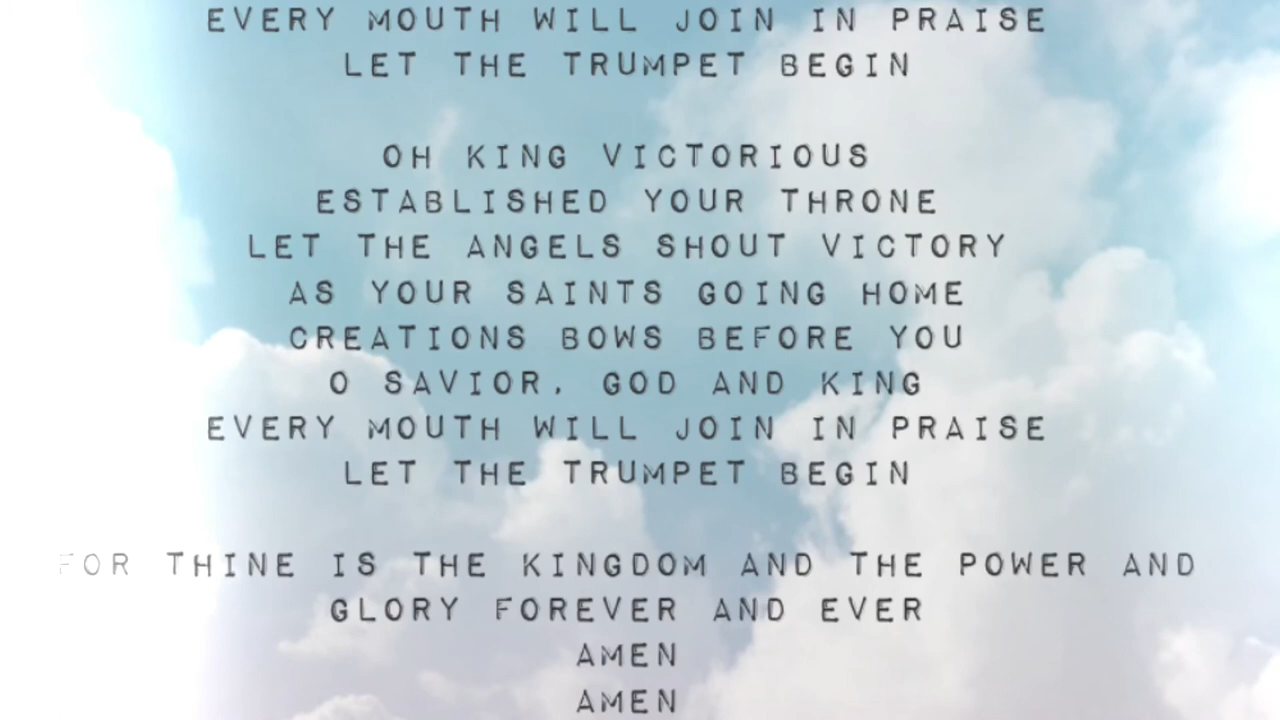 EVERY MOUTH WILL JOIN IN PRAISE
LET THE TRUMPET BEGIN
OH KING VICTORIOUS
ESTABLISHED YOUR THRONE
LET THE ANGELS SHOUT VICTORY
AS YOUR SAINTS GOING HOME
CREATIONS BOWS BEFORE YOU
O SAVIOR, GOD AND KING
EVERY MOUTH WILL JOIN IN PRAISE
LET THE TRUMPET BEGIN
FOR THINE IS THE KINGDOM AND THE POWER AND
GLORY FOREVER AND EVER
AMEN
AMEN